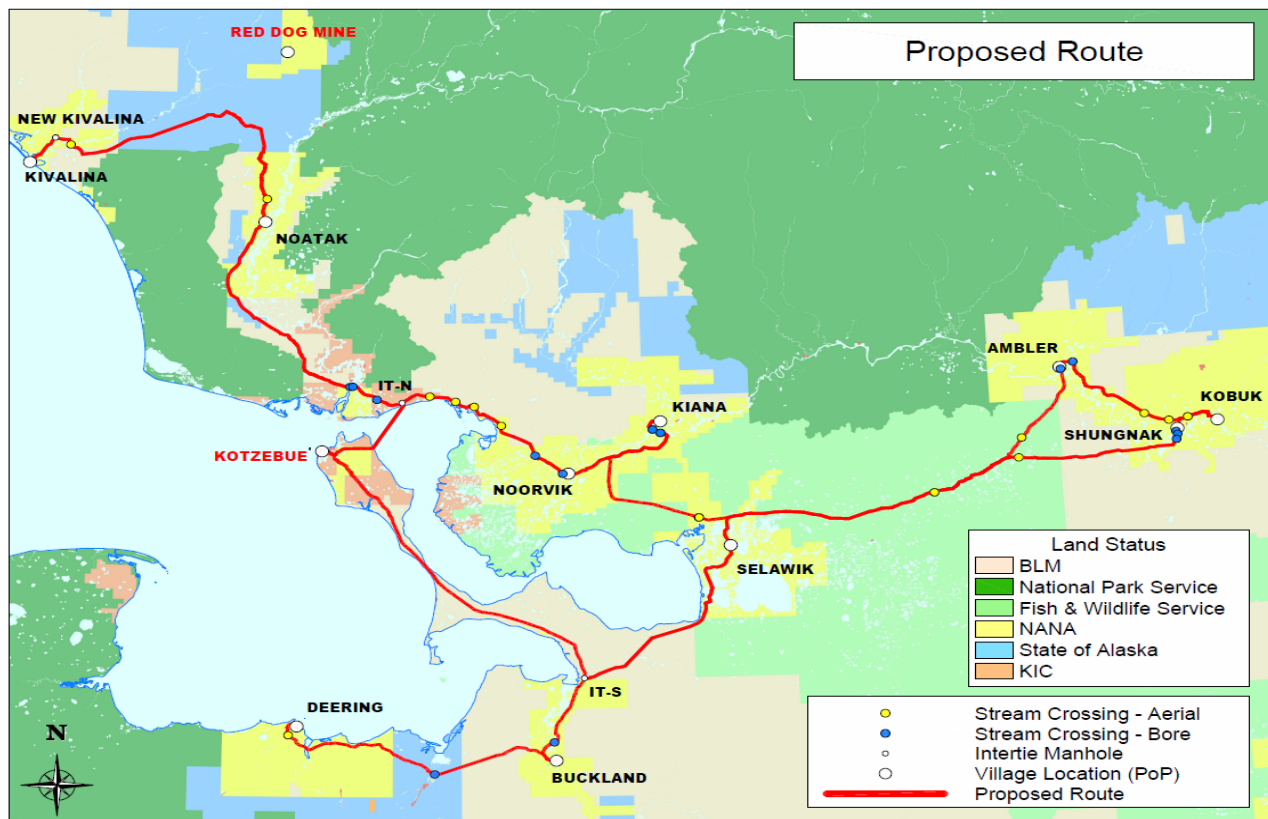 RED DOG MINE
Proposed Route
NEW KIVALINA
KIVALINA
NOATAK
IT-N
AMBLER
KOBUK
KIANA
SHUNGNAK
KOTZEBUE
NOORVIK
SELAWIK
IT-S
DEERING
BUCKLAND
N
Land Status
BLM
National Park Service
Fish & Wildlife Service
NANA
State of Alaska
KIC
Stream Crossing - Aerial
Stream Crossing - Bore
Intertie Manhole
Village Location (PoP)
Proposed Route